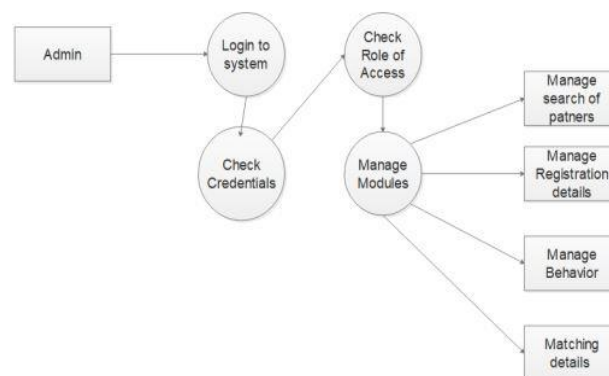 Admin
Login to
system
Check
Role of
Access
Check
Credentials
Manage
Modules
Manage
search of
patners
Manage
Registration
details
Manage
Behavior
Matching
details